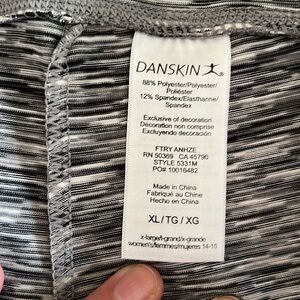 DANSKIN
88% Polyester/Polyester/
Poliéster
12% Spandex/Elasthanne/
Spandex
Exclusive of decoration
Décoration non comprise
Excluyendo decoración
FTRY ANHZE
RN 50369 CA 45790
STYLE 5331M
PO# 10016482
Made in China
Fabriqué au Chine
Hecho en China
XL / TG / XG
x-large/t-grand/x-grande
women's/femmes/mujeres 14-16